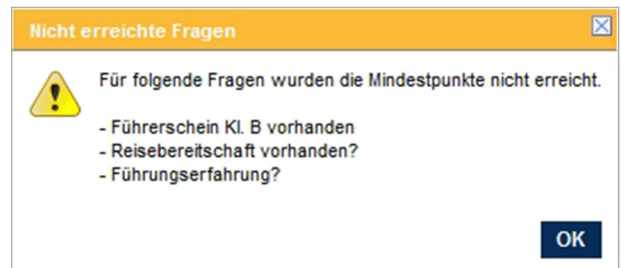 Nicht erreichte Fragen
Für folgende Fragen wurden die Mindestpunkte nicht erreicht.
- Führerschein Kl. B vorhanden
- Reisebereitschaft vorhanden?
- Führungserfahrung?
OK